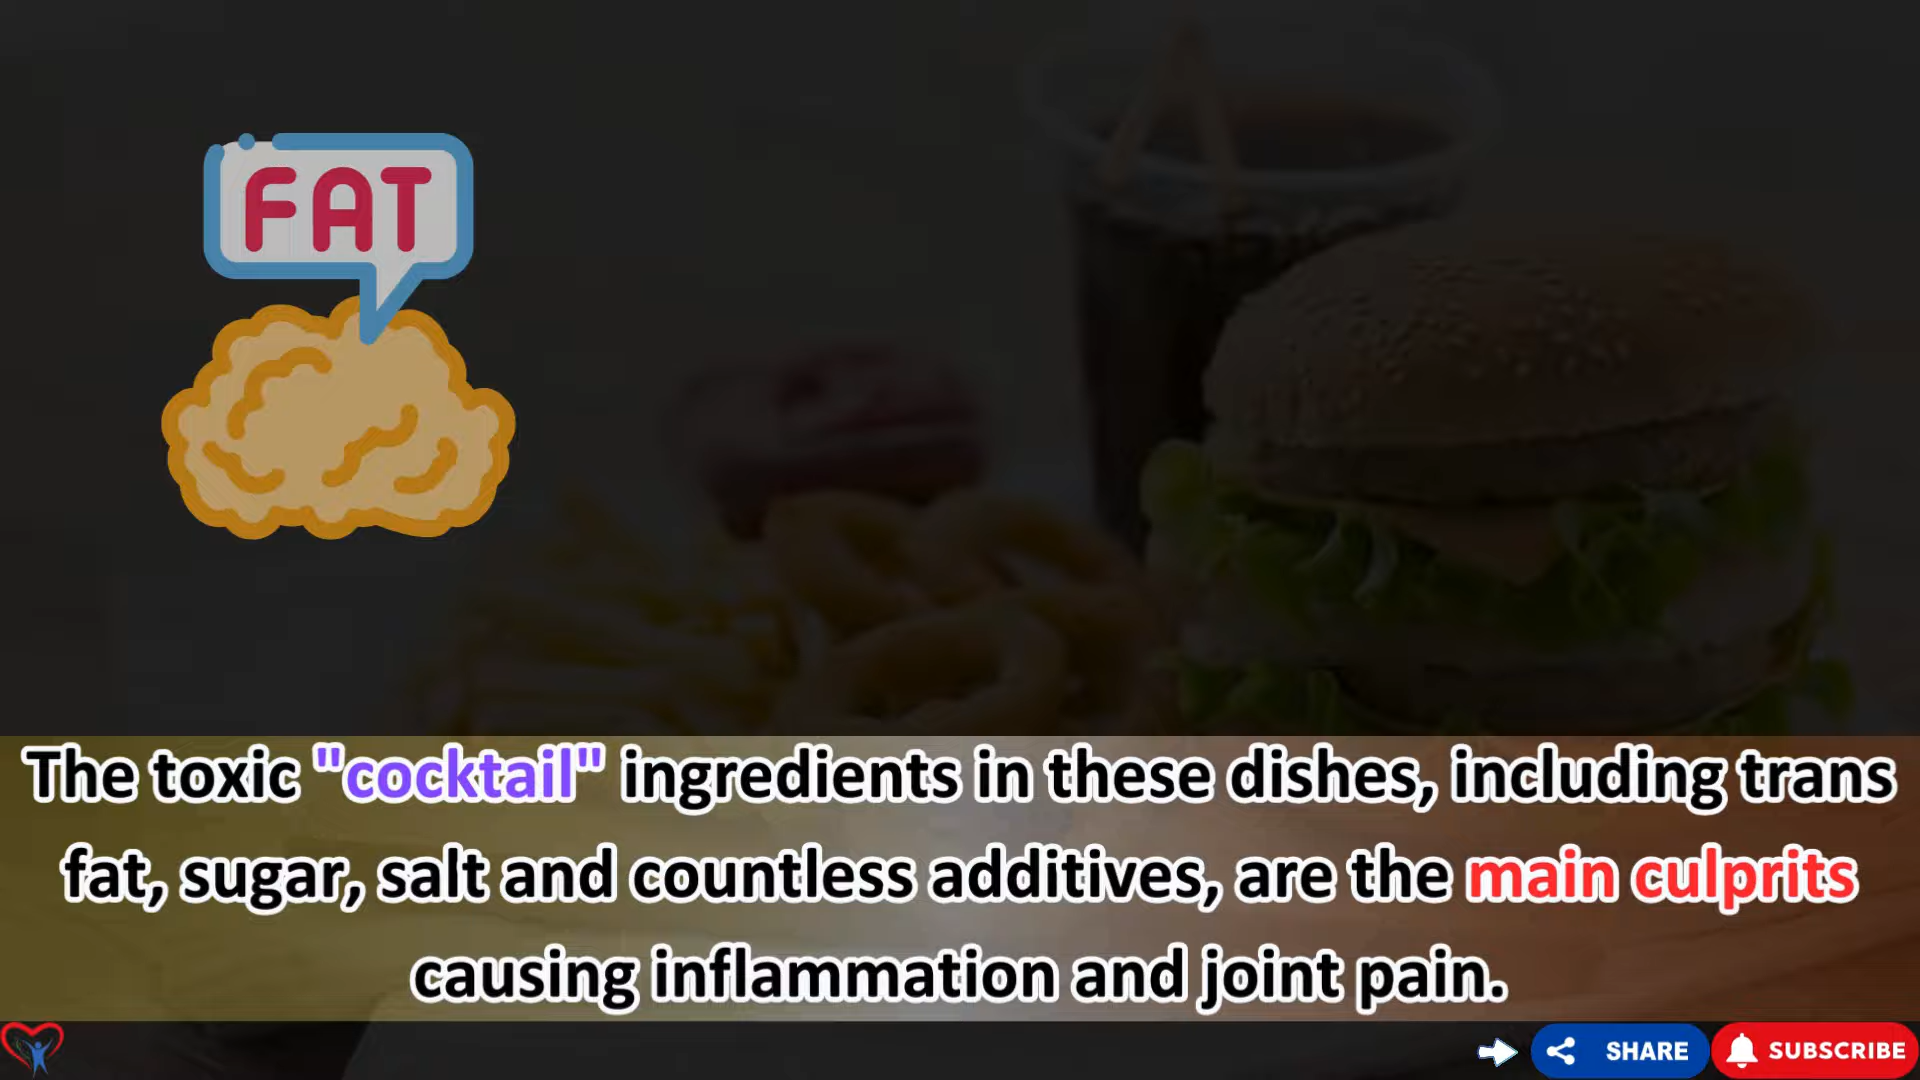 FAT
The toxic "cocktail" ingredients in these dishes, including trans
fat, sugar, salt and countless additives, are the main culprits
causing inflammation and joint pain.
SHARE
SUBSCRIBE